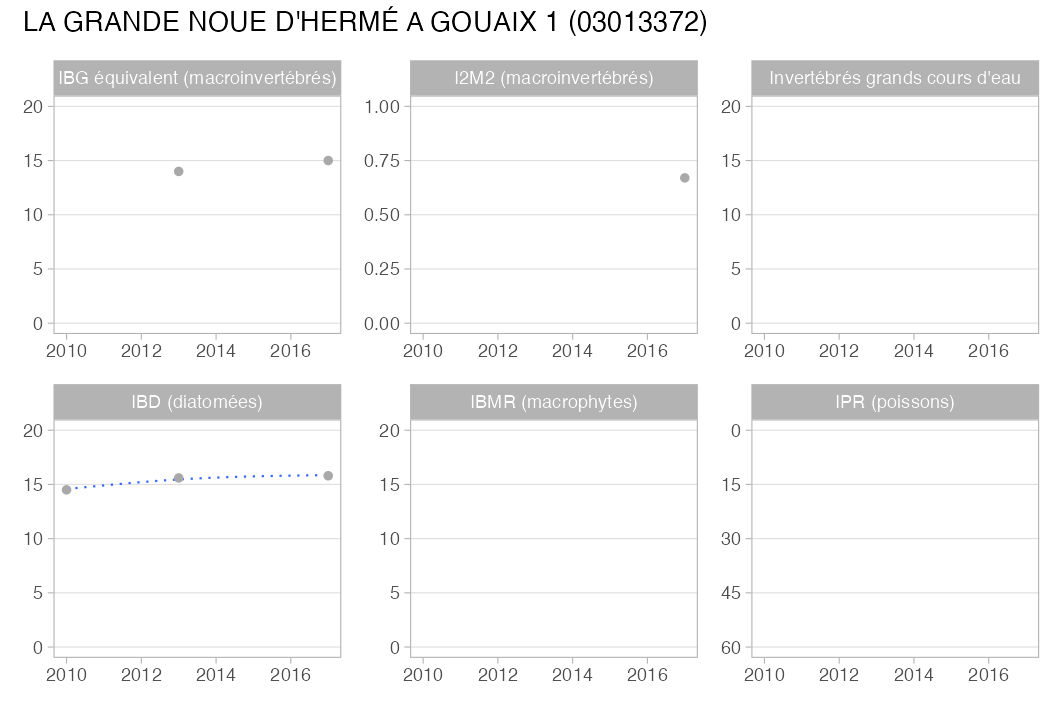 LA GRANDE NOUE D'HERMÉ A GOUAIX 1 (03013372)
IBG équivalent (macroinvertébrés)
20
15
10
5
0
2010 2012 2014 2016
I2M2 (macroinvertébrés)
1.00
0.75
0.50
0.25
0.00
2010 2012 2014 2016
Invertébrés grands cours d'eau
20
15
10
5
0
2010 2012 2014 2016
IBD (diatomées)
20
15
10
5
0
2010 2012 2014 2016
IBMR (macrophytes)
20
15
10
5
0
2010 2012 2014 2016
IPR (poissons)
0
15
30
45
60
2010 2012 2014 2016